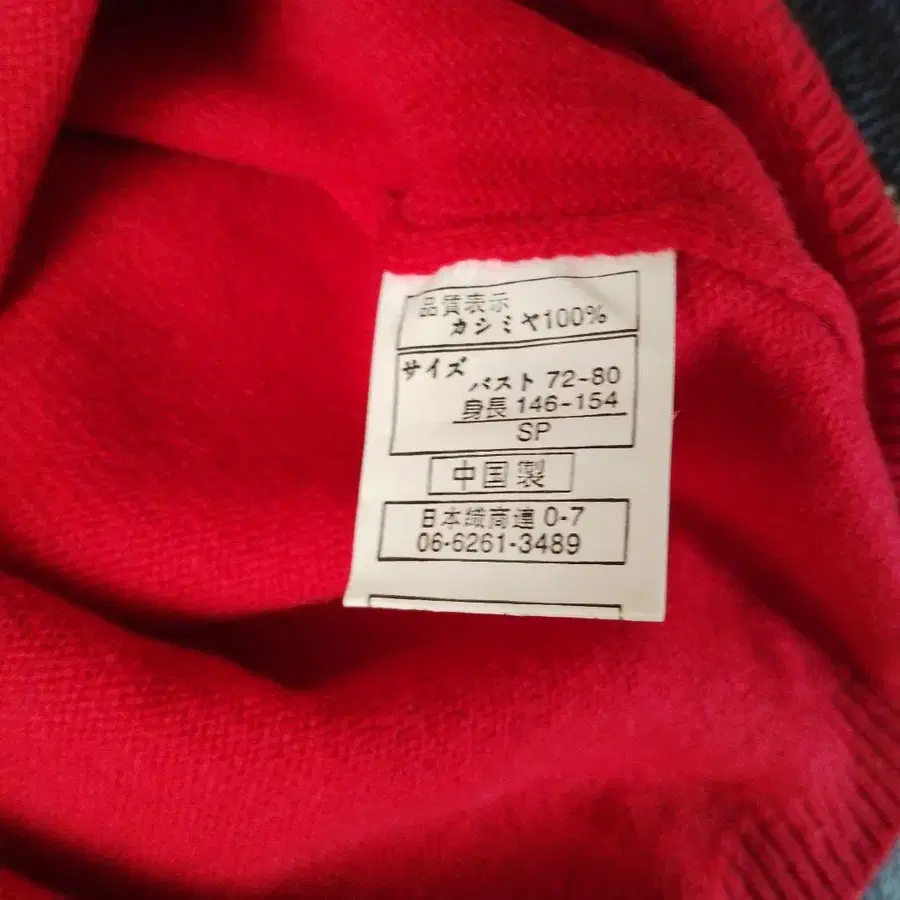 品質表示
カシミヤ100%
サイズ
バスト 72~80
身長 146~154
SP
中国製
日本織商連 0-7
06-6261-3489